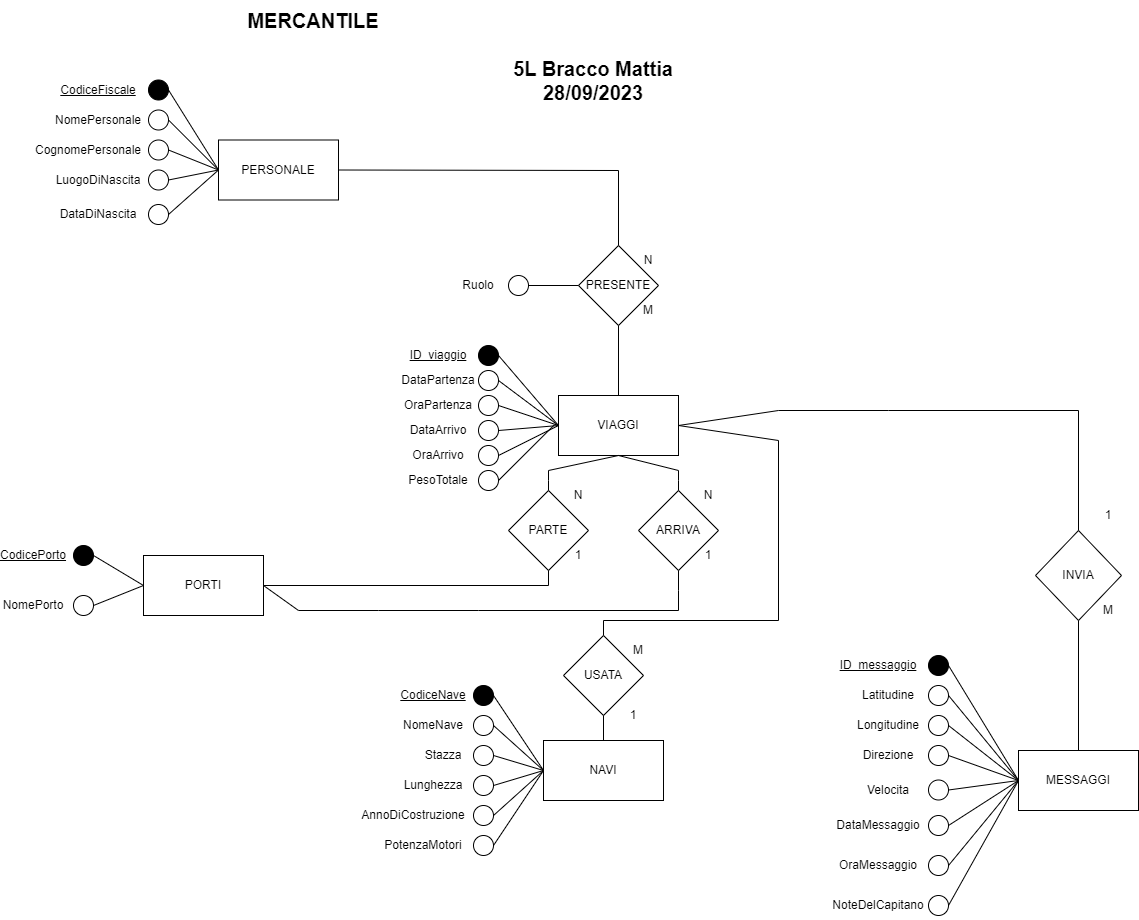 MERCANTILE
5L Bracco Mattia
28/09/2023
CodiceFiscale
NomePersonale
CognomePersonale
LuogoDiNascita
DataDiNascita
PERSONALE
N
Ruolo
PRESENTE
M
ID_viaggio
DataPartenza
OraPartenza
DataArrivo
OraArrivo
PesoTotale
VIAGGI
N
PARTE
1
N
ARRIVA
1
CodicePorto
NomePorto
PORTI
1
INVIA
M
M
USATA
1
CodiceNave
NomeNave
Stazza
Lunghezza
AnnoDiCostruzione
PotenzaMotori
NAVI
ID_messaggio
Latitudine
Longitudine
Direzione
Velocita
DataMessaggio
OraMessaggio
NoteDelCapitano
MESSAGGI